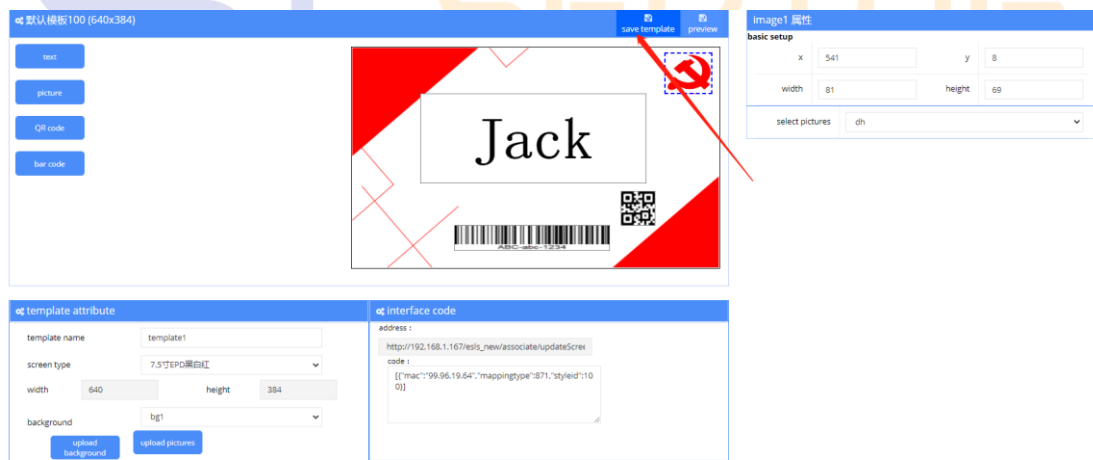 默认模板100 (640x384)
save template
preview
text
picture
QR code
bar code
Jack
ABC-abc-1234
image1 属性
basic setup
x
541
y
8
width
81
height
69
select pictures
dh
template attribute
template name
template1
screen type
7.5寸EPD黑白红
width
640
height
384
background
bg1
upload
background
upload pictures
interface code
address :
http://192.168.1.167/esls_new/associate/updateScree
code :
[{"mac":"99.96.19.64","mappingtype":871,"styleid":10
0}]